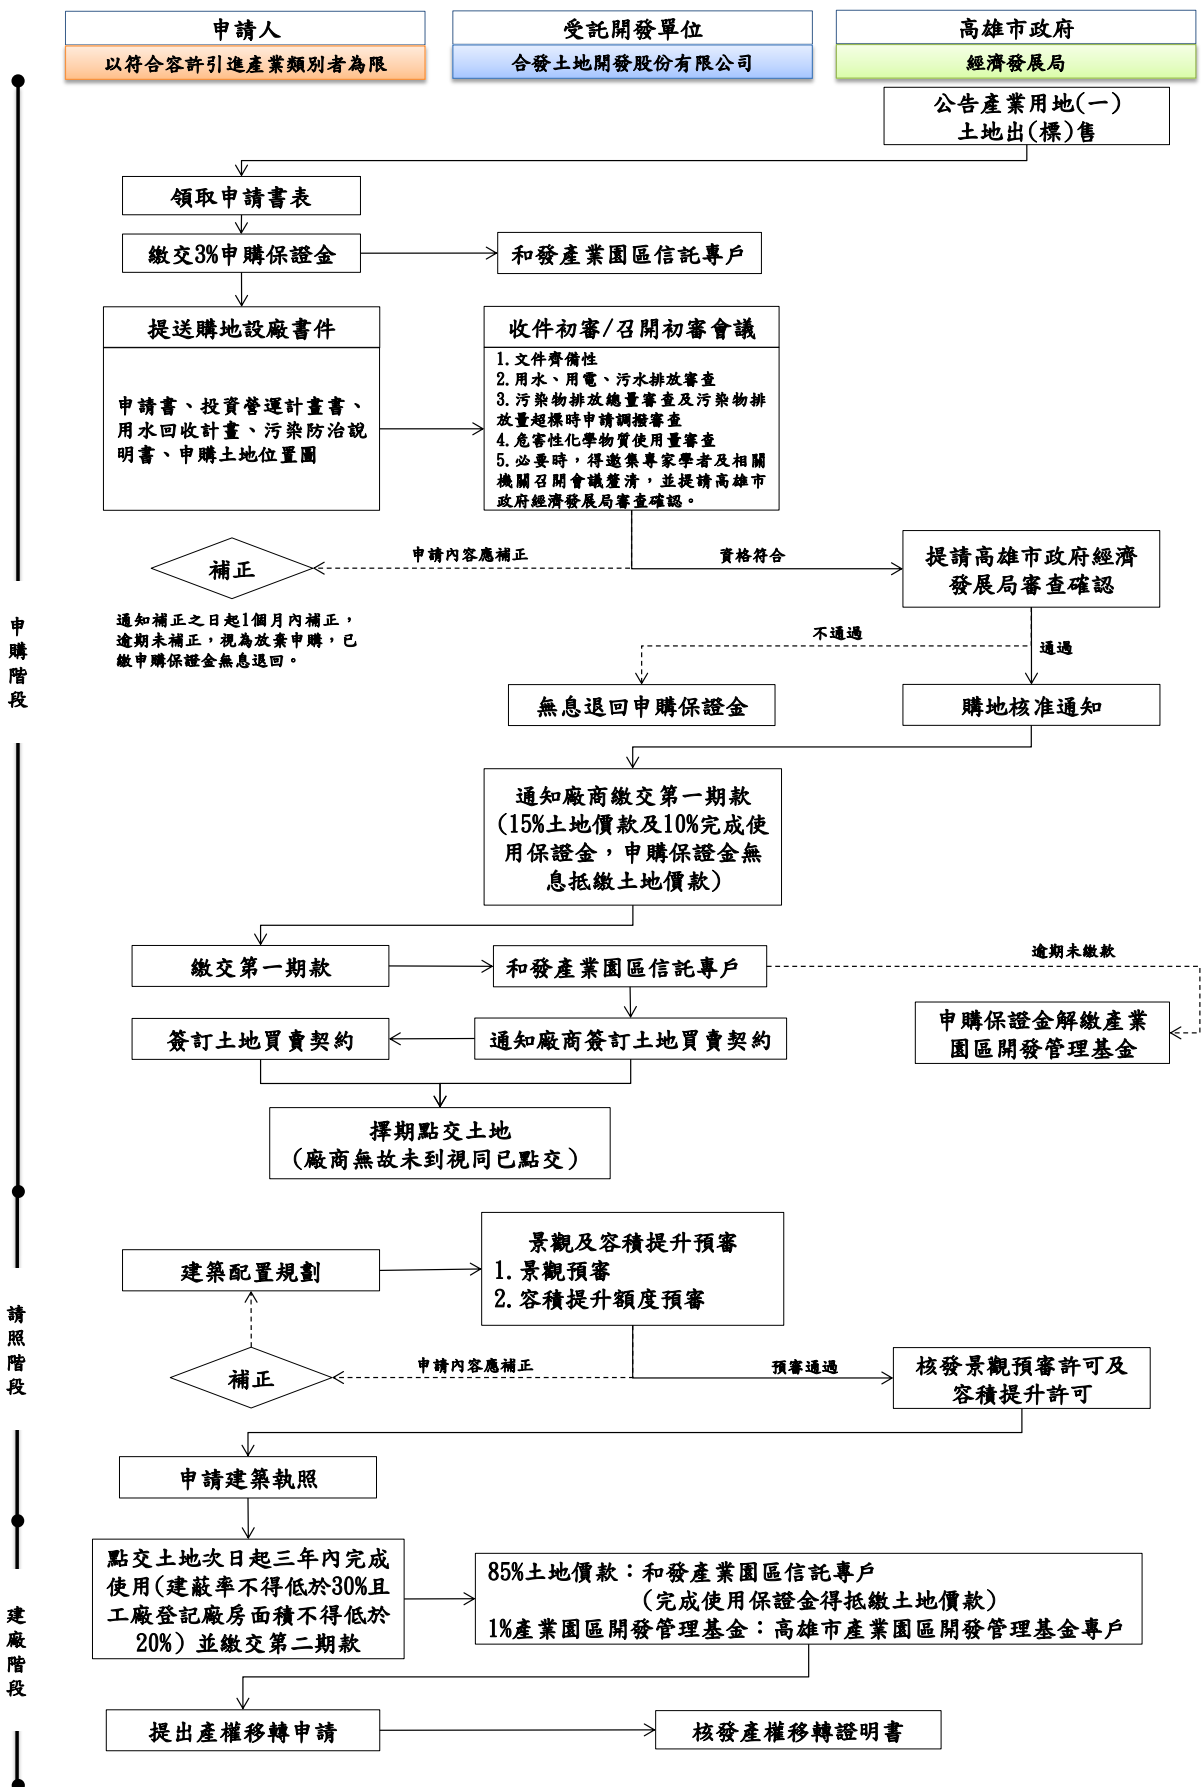 申請人
以符合容許引進產業類別者為限
受託開發單位
合發土地開發股份有限公司
高雄市政府
經濟發展局
公告產業用地(一)
土地出(標)售
領取申請書表
繳交3%申購保證金
和發產業園區信託專戶
提送購地設廠書件
申請書、投資營運計畫書、
用水回收計畫、污染防治說
明書、申購土地位置圖
收件初審/召開初審會議
1.文件齊備性
2.用水、用電、污水排放審查
3.污染物排放總量審查及污染物排
放量超標時申請調撥審查
4.危害性化學物質使用量審查
5.必要時，得邀集專家學者及相關
機關召開會議釐清，並提請高雄市
政府經濟發展局審查確認。
補正
申請內容應補正
資格符合
提請高雄市政府經濟
發展局審查確認
通知補正之日起1個月內補正，
逾期未補正，視為放棄申購，已
繳申購保證金無息退回。
不通過
通過
申購階段
無息退回申購保證金
購地核准通知
通知廠商繳交第一期款
(15%土地價款及10%完成使
用保證金，申購保證金無
息抵繳土地價款)
繳交第一期款
和發產業園區信託專戶
逾期未繳款
簽訂土地買賣契約
通知廠商簽訂土地買賣契約
申購保證金解繳產業
園區開發管理基金
擇期點交土地
(廠商無故未到視同已點交)
建築配置規劃
景觀及容積提升預審
1.景觀預審
2.容積提升額度預審
請照階段
補正
申請內容應補正
預審通過
核發景觀預審許可及
容積提升許可
申請建築執照
點交土地次日起三年內完成
使用(建蔽率不得低於30%且
工廠登記廠房面積不得低於
20%)並繳交第二期款
85%土地價款：和發產業園區信託專戶
(完成使用保證金得抵繳土地價款)
1%產業園區開發管理基金：高雄市產業園區開發管理基金專戶
建廠階段
提出產權移轉申請
核發產權移轉證明書